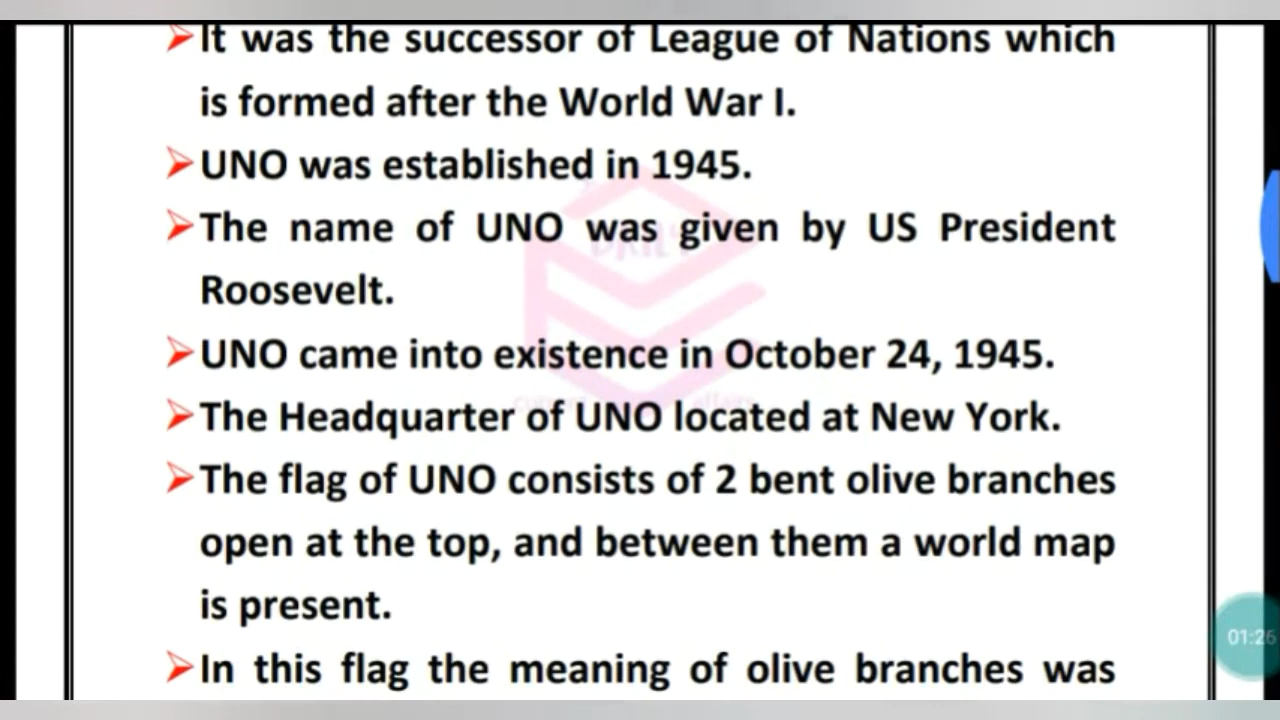 ➢It was the successor of League of Nations which
is formed after the World War I.
➢UNO was established in 1945.
➢The name of UNO was given by US President
Roosevelt.
➢UNO came into existence in October 24, 1945.
➢The Headquarter of UNO located at New York.
➢The flag of UNO consists of 2 bent olive branches
open at the top, and between them a world map
is present.
➢In this flag the meaning of olive branches was
DAILY
affairs
01:26